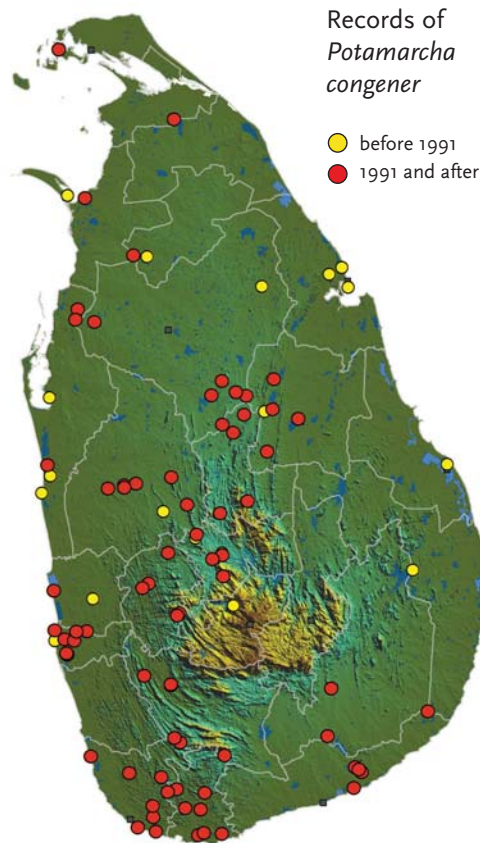 Records of
Potamarcha
congener
before 1991
1991 and after